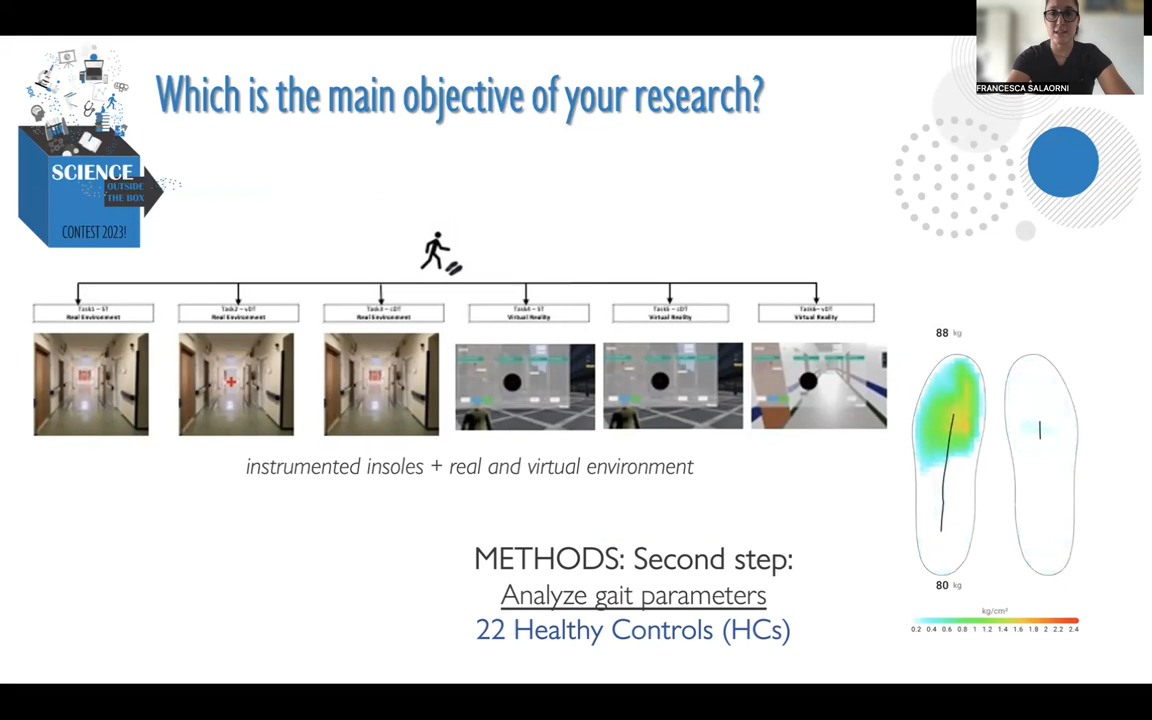 FRANCESCA SALAORNI
Which is the main objective of your research?
SCIENCE
OUTSIDE
THE BOX
CONTEST 2023!
Task1 – ST
Real Environment
Task2 – vDT
Real Environment
Task3 – cDT
Real Environment
Task4 – ST
Virtual Reality
Task5 – cDT
Virtual Reality
Task6 – vDT
Virtual Reality
instrumented insoles + real and virtual environment
88 kg
80 kg
METHODS: Second step:
Analyze gait parameters
22 Healthy Controls (HCs)
kg/cm²
0.2 0.4 0.6 0.8 1 1.2 1.4 1.6 1.8 2 2.2 2.4